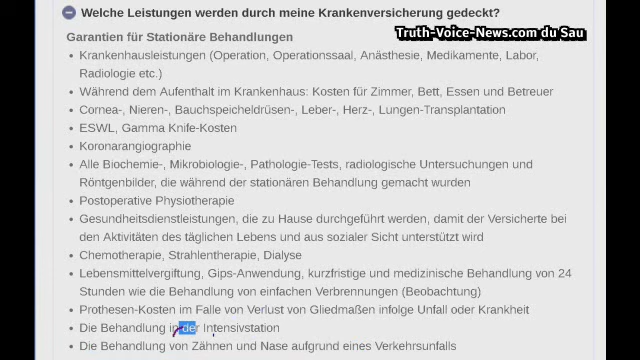 Welche Leistungen werden durch meine Krankenversicherung gedeckt?
Truth-Voice-News.com du Sau
Garantien für Stationäre Behandlungen
• Krankenhausleistungen (Operation, Operationssaal, Anästhesie, Medikamente, Labor,
Radiologie etc.)
• Während dem Aufenthalt im Krankenhaus: Kosten für Zimmer, Bett, Essen und Betreuer
• Cornea-, Nieren-, Bauchspeicheldrüsen-, Leber-, Herz-, Lungen-Transplantation
• ESWL, Gamma Knife-Kosten
• Koronarangiographie
• Alle Biochemie-, Mikrobiologie-, Pathologie-Tests, radiologische Untersuchungen und
Röntgenbilder, die während der stationären Behandlung gemacht wurden
• Postoperative Physiotherapie
• Gesundheitsdienstleistungen, die zu Hause durchgeführt werden, damit der Versicherte bei
den Aktivitäten des täglichen Lebens und aus sozialer Sicht unterstützt wird
• Chemotherapie, Strahlentherapie, Dialyse
• Lebensmittelvergiftung, Gips-Anwendung, kurzfristige und medizinische Behandlung von 24
Stunden wie die Behandlung von einfachen Verbrennungen (Beobachtung)
• Prothesen-Kosten im Falle von Verlust von Gliedmaßen infolge Unfall oder Krankheit
• Die Behandlung in der Intensivstation
• Die Behandlung von Zähnen und Nase aufgrund eines Verkehrsunfalls